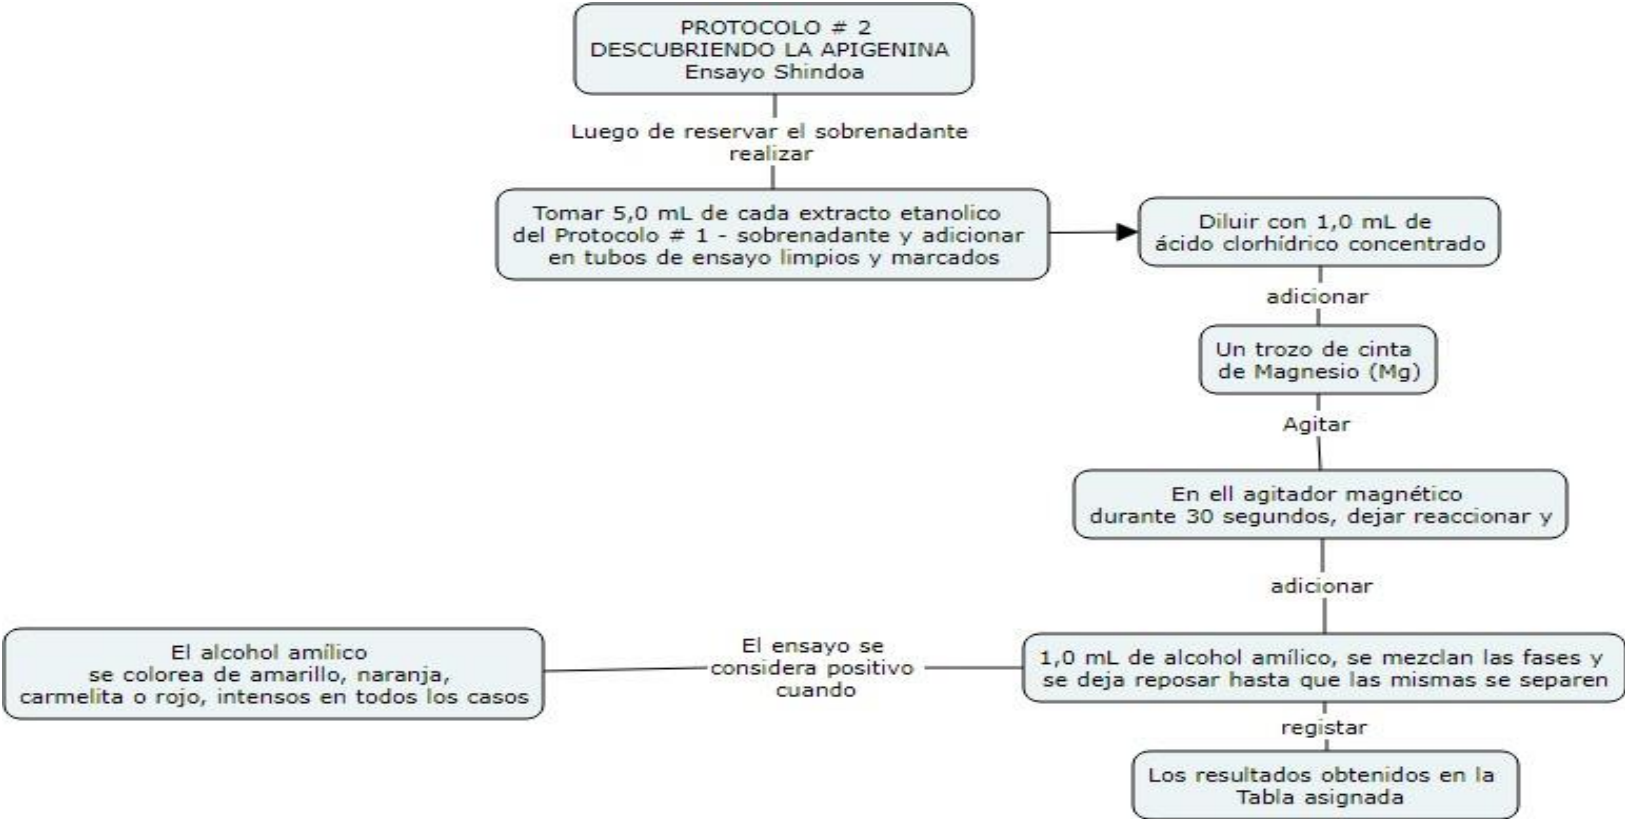 PROTOCOLO # 2
DESCUBRIENDO LA APIGENINA
Ensayo Shindoa
Luego de reservar el sobrenadante
realizar
Tomar 5,0 mL de cada extracto etanolico
del Protocolo # 1 - sobrenadante y adicionar
en tubos de ensayo limpios y marcados
Diluir con 1,0 mL de
ácido clorhídrico concentrado
adicionar
Un trozo de cinta
de Magnesio (Mg)
Agitar
En ell agitador magnético
durante 30 segundos, dejar reaccionar y
adicionar
1,0 mL de alcohol amílico, se mezclan las fases y
se deja reposar hasta que las mismas se separen
El ensayo se
considera positivo
cuando
El alcohol amílico
se colorea de amarillo, naranja,
carmelita o rojo, intensos en todos los casos
registar
Los resultados obtenidos en la
Tabla asignada